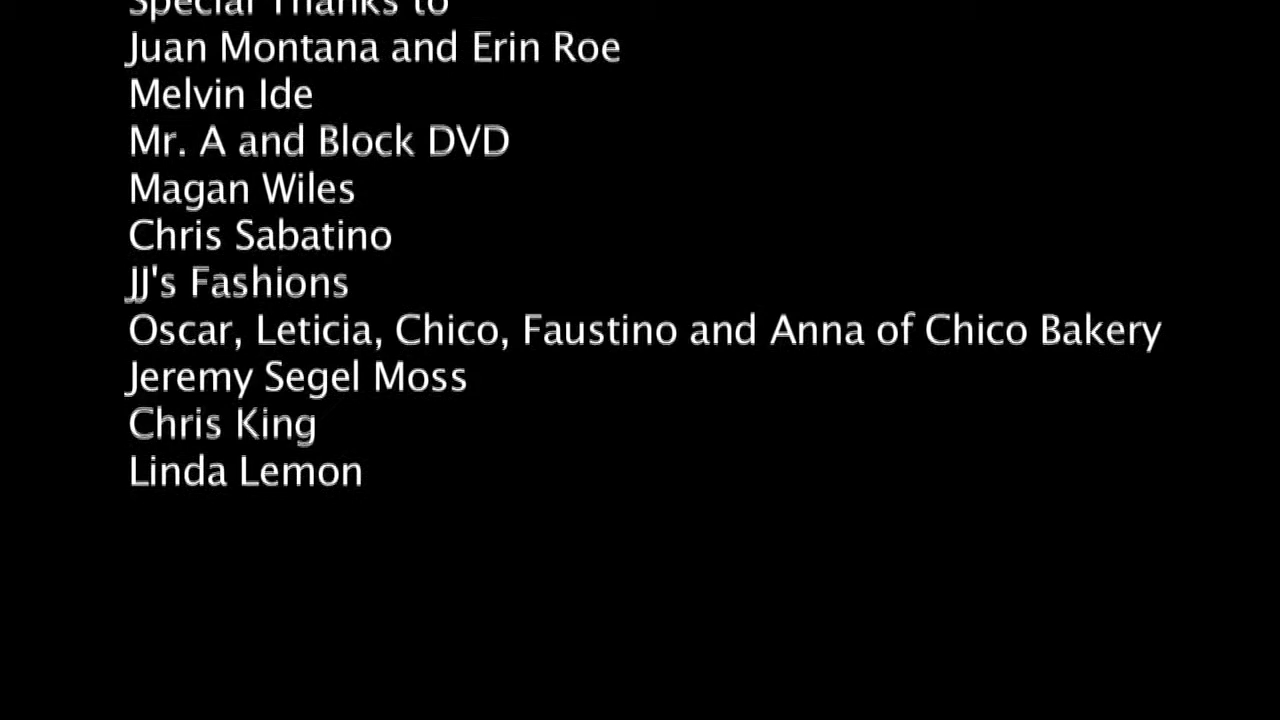 Special Thanks to
Juan Montana and Erin Roe
Melvin Ide
Mr. A and Block DVD
Magan Wiles
Chris Sabatino
JJ's Fashions
Oscar, Leticia, Chico, Faustino and Anna of Chico Bakery
Jeremy Segel Moss
Chris King
Linda Lemon